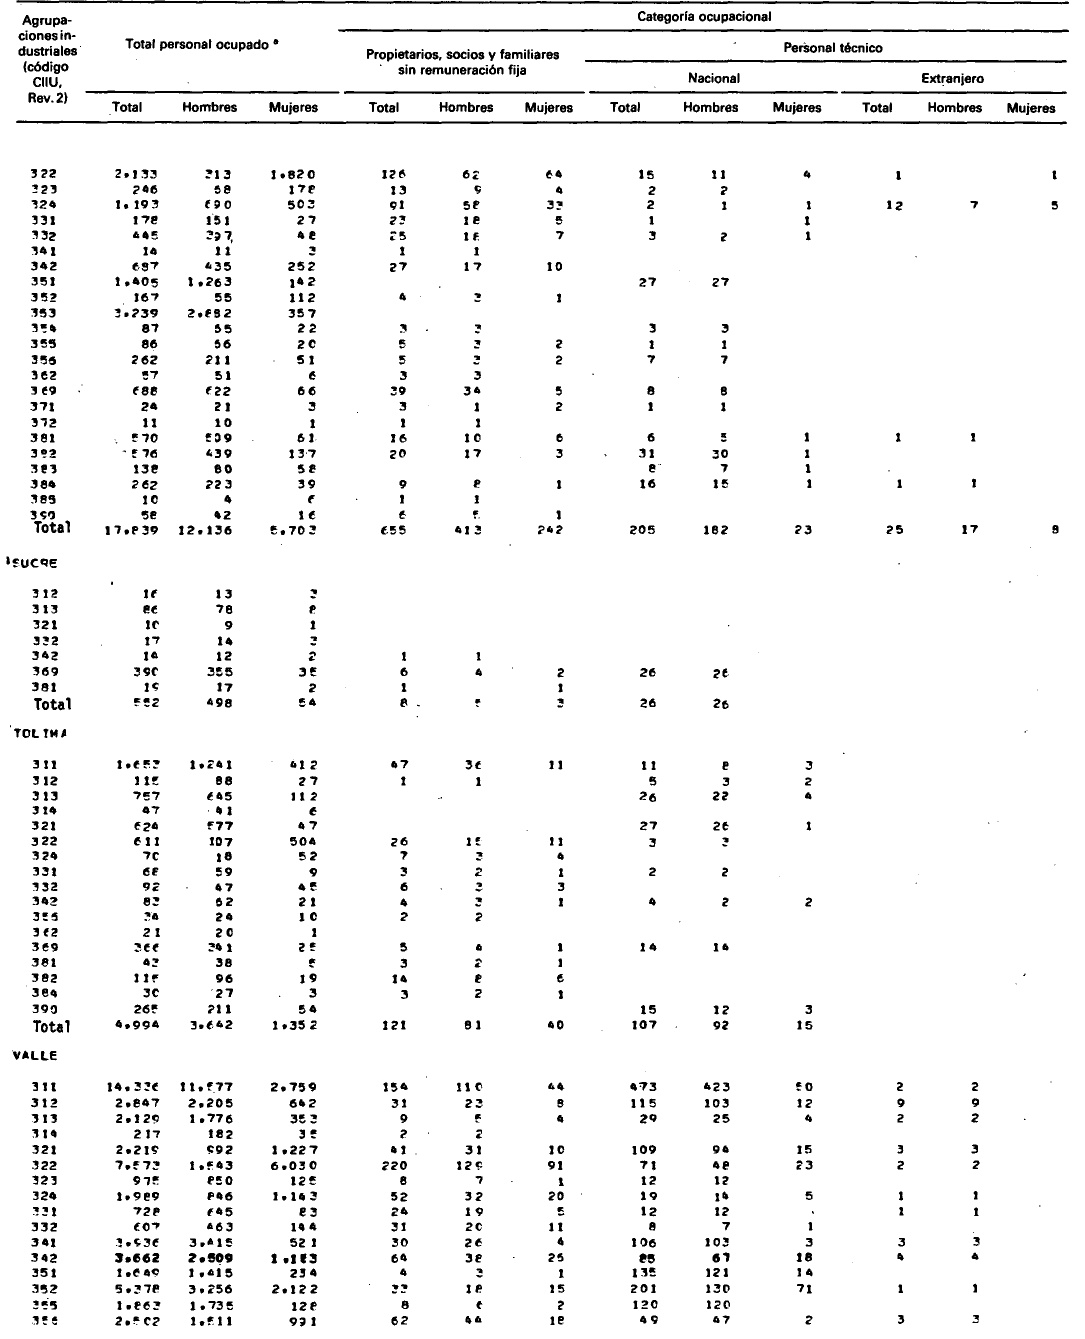 Categoría ocupacional
Agrupa-
ciones in-
dustriales
(código
CIIU,
Rev. 2)
Total personal ocupado ª
Propietarios, socios y familiares
sin remuneración fija
Personal técnico
Nacional Extranjero
Total Hombres Mujeres Total Hombres Mujeres Total Hombres Mujeres Total Hombres Mujeres
322 2.133 313 1.820 126 62 64 15 11 4 1 1
323 246 68 178 13 9 4 2 2
324 1.193 690 503 91 58 33 2 1 1 12 7 5
331 178 151 27 23 18 5 1 1
332 445 397 48 25 18 7 3 2 1
341 14 11 3 1 1
342 687 435 252 27 17 10
351 1.405 1.263 142 27 27
352 167 55 112 4 3 1
353 3.239 2.882 357
354 87 55 22 3 3 3 3
355 86 56 20 5 3 2 1 1
356 262 211 51 5 3 2 7 7
362 57 51 6 3 3
369 688 622 66 39 34 5 8 8
371 24 21 3 3 1 2 1 1
372 11 10 1 1 1
381 570 509 61 16 10 6 6 5 1 1 1
382 576 439 137 20 17 3 31 30 1
383 138 80 58 8 7 1
384 262 223 39 9 8 1 16 15 1 1 1
385 10 4 6 1 1
390 58 42 16 6 5 1
Total 17.839 12.136 5.703 655 413 242 205 182 23 25 17 8
SUCRE
312 16 13 3
313 86 78 8
321 10 9 1
332 17 14 3
342 14 12 2 1 1
369 390 355 35 6 4 2 26 26
381 19 17 2 1 1
Total 552 498 54 8 5 3 26 26
TOLIMA
311 1.653 1.241 412 47 36 11 11 8 3
312 115 88 27 1 1 5 3 2
313 757 645 112 26 22 4
314 47 41 6
321 624 577 47 27 26 1
322 611 107 504 26 15 11 3 3
324 70 18 52 7 3 4
331 68 59 9 3 2 1 2 2
332 92 47 45 6 3 3
342 83 62 21 4 3 1 4 2 2
355 34 24 10 2 2
362 21 20 1
369 366 341 25 5 4 1 14 14
381 43 38 5 3 2 1
382 115 96 19 14 8 6
384 30 27 3 3 2 1
390 265 211 54 15 12 3
Total 4.994 3.642 1.352 121 81 40 107 92 15
VALLE
311 14.336 11.577 2.759 154 110 44 473 423 50 2 2
312 2.847 2.205 642 31 23 8 115 103 12 9 9
313 2.129 1.776 353 9 5 4 29 25 4 2 2
314 217 182 35 2 2
321 2.219 992 1.227 41 31 10 109 94 15 3 3
322 7.573 1.543 6.030 220 129 91 71 48 23 2 2
323 975 850 125 8 7 1 12 12
324 1.989 846 1.143 52 32 20 19 14 5 1 1
331 728 645 83 24 19 5 12 12 1 1
332 607 463 144 31 20 11 8 7 1
341 3.936 3.415 521 30 26 4 106 103 3 3 3
342 3.662 2.509 1.153 64 38 25 85 67 18 4 4
351 1.649 1.415 234 4 3 1 135 121 14
352 5.378 3.256 2.122 33 18 15 201 130 71 1 1
355 1.863 1.735 128 8 6 2 120 120
356 2.502 1.511 991 62 44 18 49 47 2 3 3